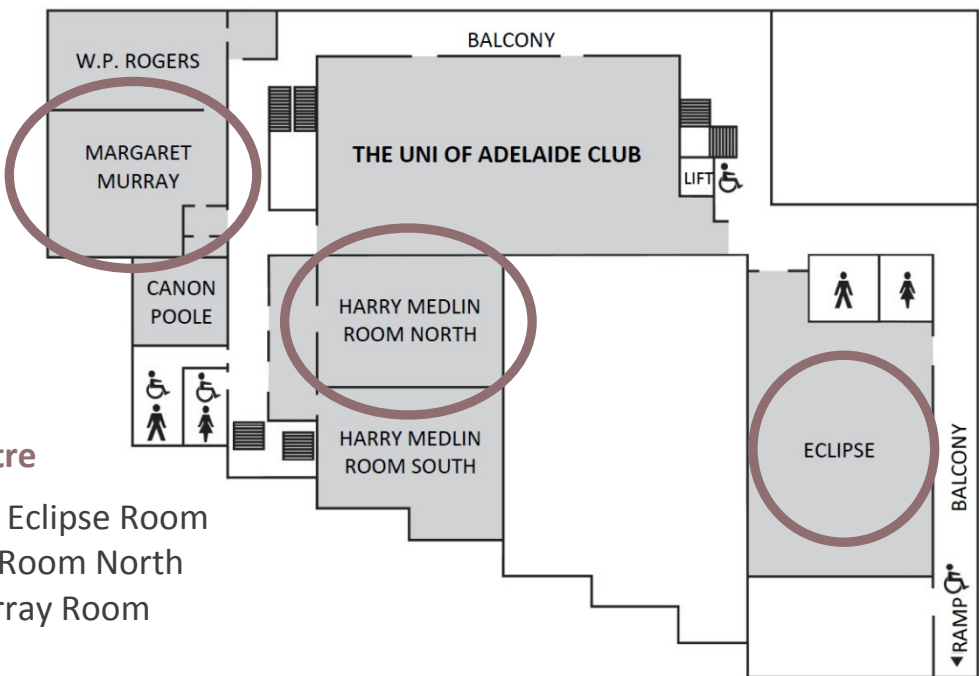 BALCONY
W.P. ROGERS
MARGARET
MURRAY
THE UNI OF ADELAIDE CLUB
LIFT
CANON
POOLE
HARRY MEDLIN
ROOM NORTH
HARRY MEDLIN
ROOM SOUTH
ECLIPSE
BALCONY
RAMP
tre
Eclipse Room
Room North
rray Room